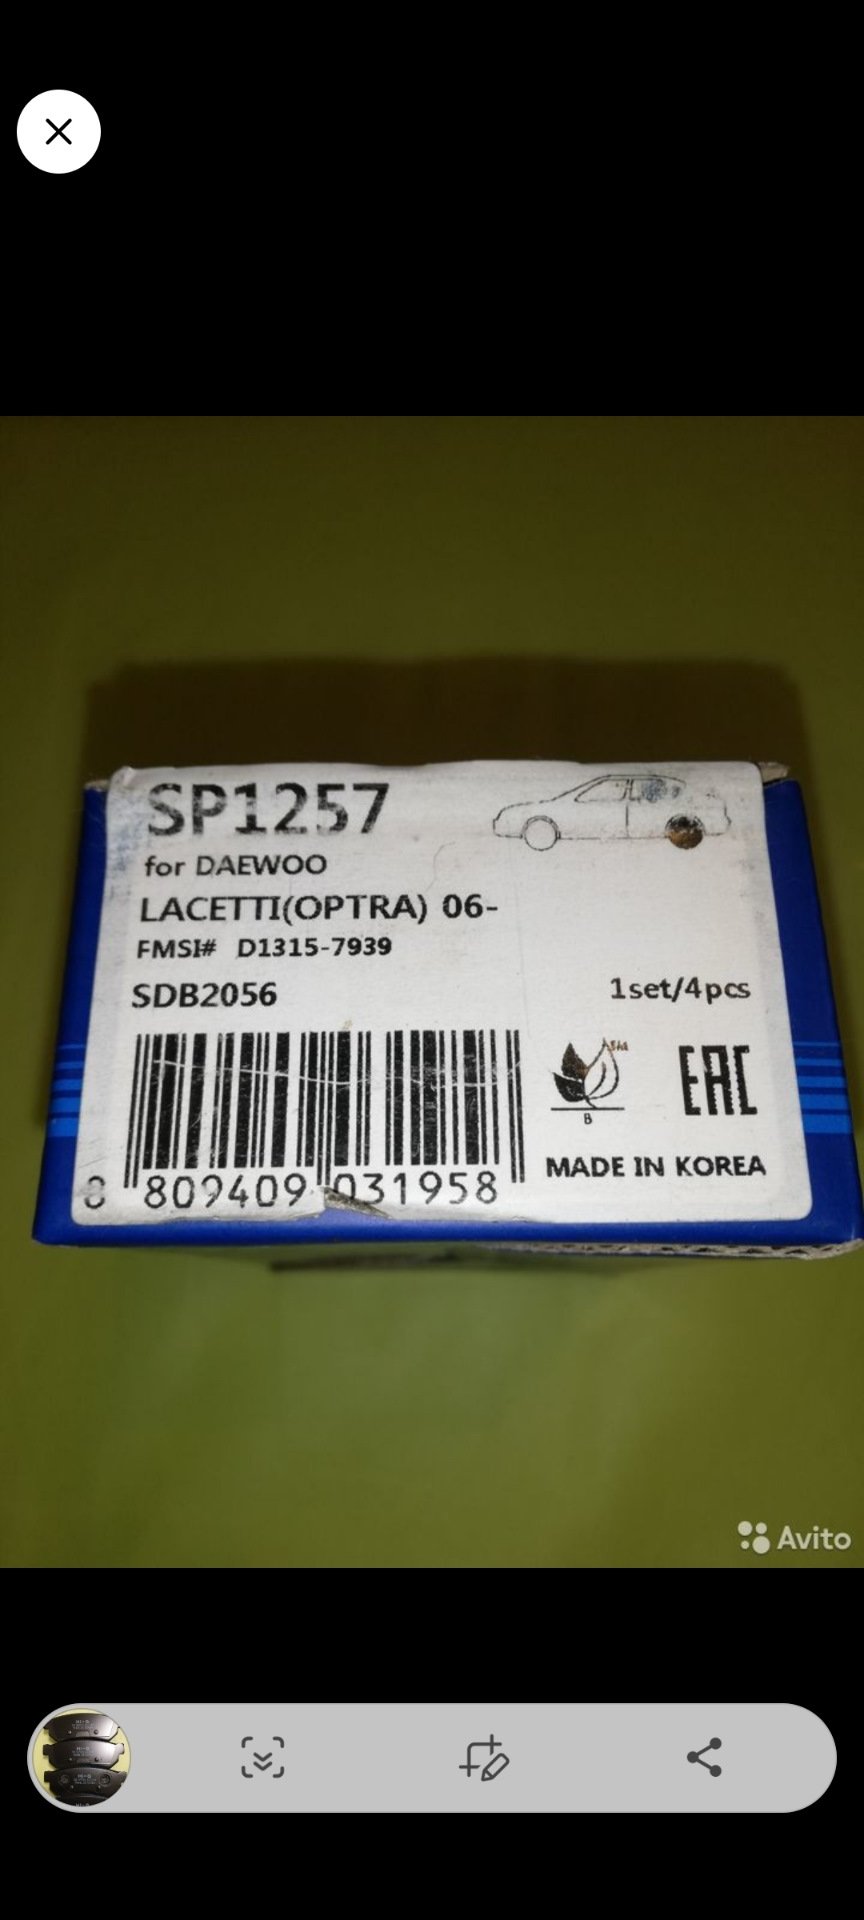 SP1257
for DAEWOO
LACETTI(OPTRA) 06-
FMSI# D1315-7939
SDB2056
1set/4pcs
EAC
B
MADE IN KOREA
8 809409 031958
Avito